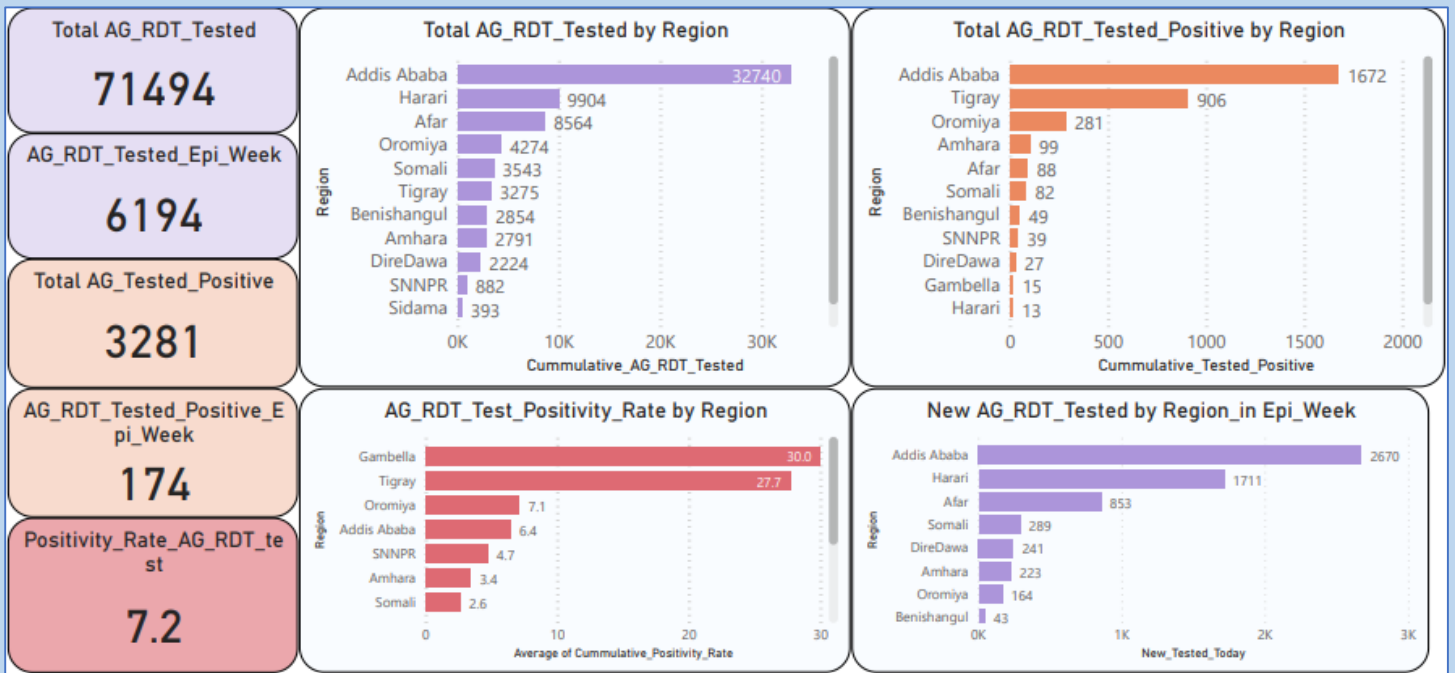 Total AG_RDT_Tested
71494
AG_RDT_Tested_Epi_Week
6194
Total AG_Tested_Positive
3281
AG_RDT_Tested_Positive_E
pi_Week
174
Positivity_Rate_AG_RDT_te
st
7.2
Total AG_RDT_Tested by Region
Region
Addis Ababa 32740
Harari 9904
Afar 8564
Oromiya 4274
Somali 3543
Tigray 3275
Benishangul 2854
Amhara 2791
DireDawa 2224
SNNPR 882
Sidama 393
0K 10K 20K 30K
Cummulative_AG_RDT_Tested
Total AG_RDT_Tested_Positive by Region
Region
Addis Ababa 1672
Tigray 906
Oromiya 281
Amhara 99
Afar 88
Somali 82
Benishangul 49
SNNPR 39
DireDawa 27
Gambella 15
Harari 13
0 500 1000 1500 2000
Cummulative_Tested_Positive
AG_RDT_Test_Positivity_Rate by Region
Region
Gambella 30.0
Tigray 27.7
Oromiya 7.1
Addis Ababa 6.4
SNNPR 4.7
Amhara 3.4
Somali 2.6
0 10 20 30
Average of Cummulative_Positivity_Rate
New AG_RDT_Tested by Region_in Epi_Week
Region
Addis Ababa 2670
Harari 1711
Afar 853
Somali 289
DireDawa 241
Amhara 223
Oromiya 164
Benishangul 43
0K 1K 2K 3K
New_Tested_Today